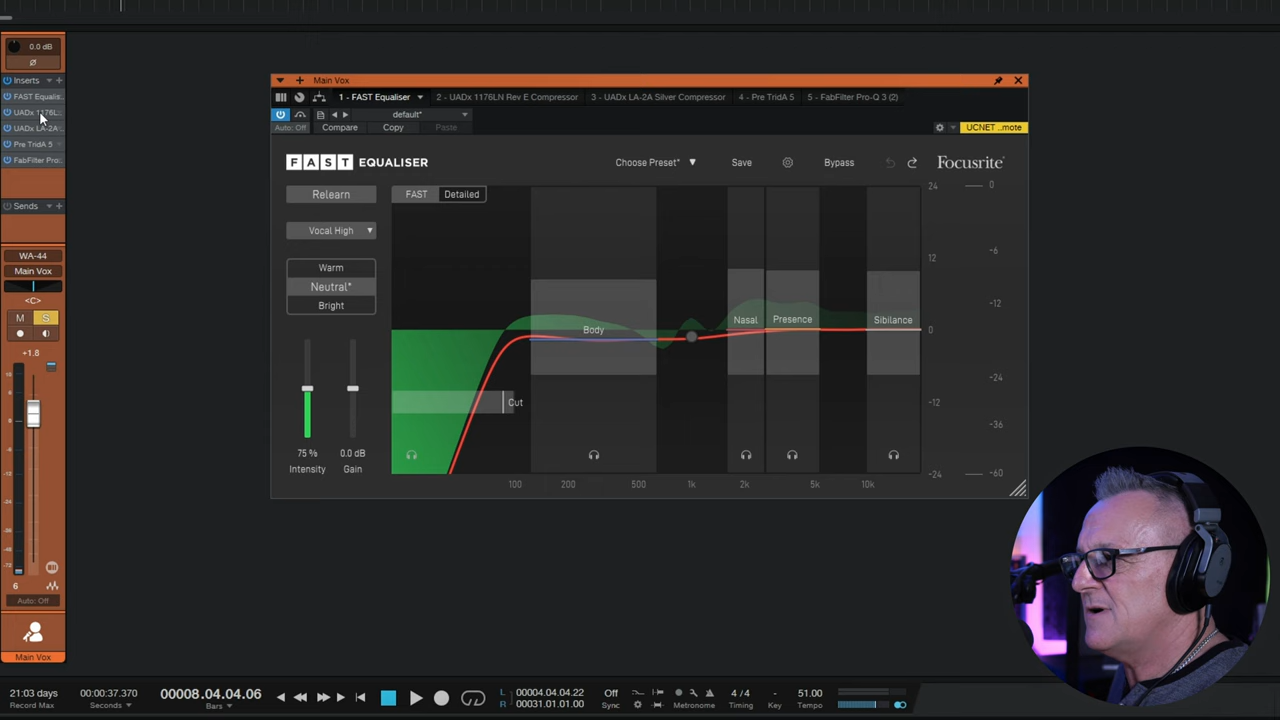 0.0 dB
Ø
Inserts
FAST Equalis..
UADx 1176L..
UADx LA-2A ..
Pre TridA 5
FabFilter Pro..
Sends
WA-44
Main Vox
<C>
M S
+1.8
6
Auto: Off
Main Vox
Main Vox
1 - FAST Equaliser 2 - UADx 1176LN Rev E Compressor 3 - UADx LA-2A Silver Compressor 4 - Pre TridA 5 5 - FabFilter Pro-Q 3 (2)
default*
Auto: Off Compare Copy Paste UCNET ..mote
FAST EQUALISER Choose Preset* Save Bypass Focusrite
Relearn FAST Detailed
Vocal High
Warm
Neutral*
Bright
75 % 0.0 dB
Intensity Gain
Body Nasal Presence Sibilance
Cut
24 0
-6
12
-12
0
-24
-12
-36
-24 -60
100 200 500 1k 2k 5k 10k
21:03 days 00:00:37.370 00008.04.04.06 L 00004.04.04.22 Off 4 / 4 - 51.00
R 00031.01.01.00
Record Max Seconds Bars Sync Metronome Timing Key Tempo